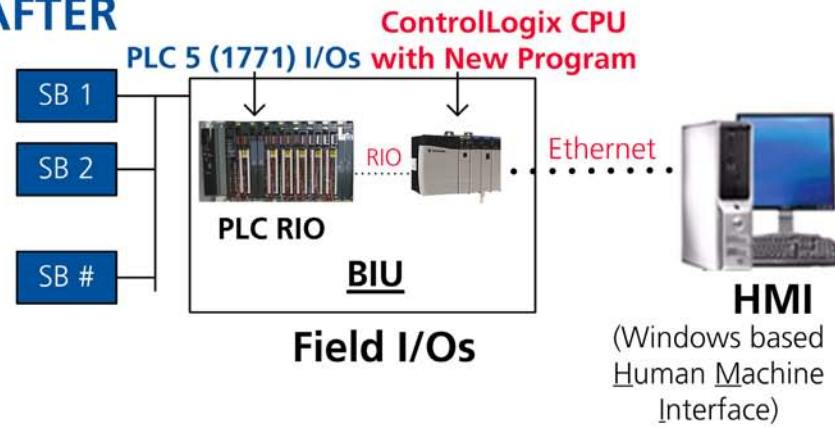 AFTER
PLC 5 (1771) I/Os
ControlLogix CPU
with New Program
SB 1
SB 2
SB #
RIO
Ethernet
PLC RIO
BIU
Field I/Os
HMI
(Windows based
Human Machine
Interface)